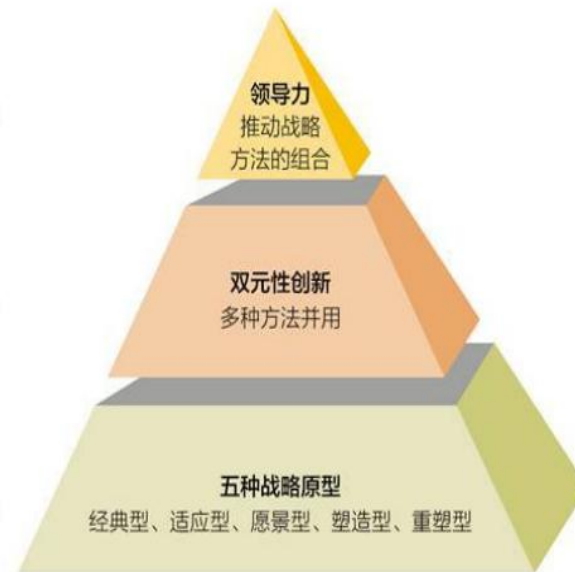 领导力
推动战略
方法的组合
双元性创新
多种方法并用
五种战略原型
经典型、适应型、愿景型、塑造型、重塑型